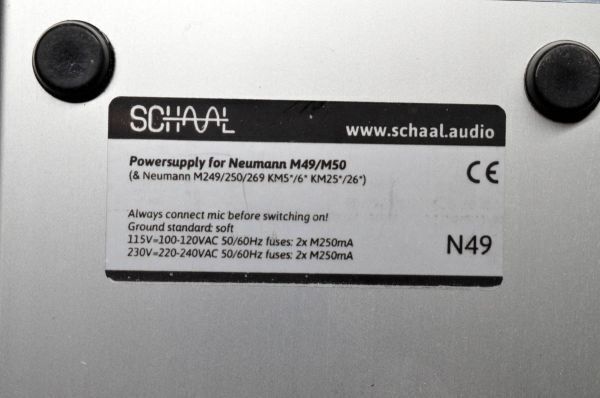 SCHAAL
www.schaal.audio
Powersupply for Neumann M49/M50
(& Neumann M249/250/269 KM5*/6* KM25*/26*)
CE
Always connect mic before switching on!
Ground standard: soft
115V=100-120VAC 50/60Hz fuses: 2x M250mA
230V=220-240VAC 50/60Hz fuses: 2x M250mA
N49